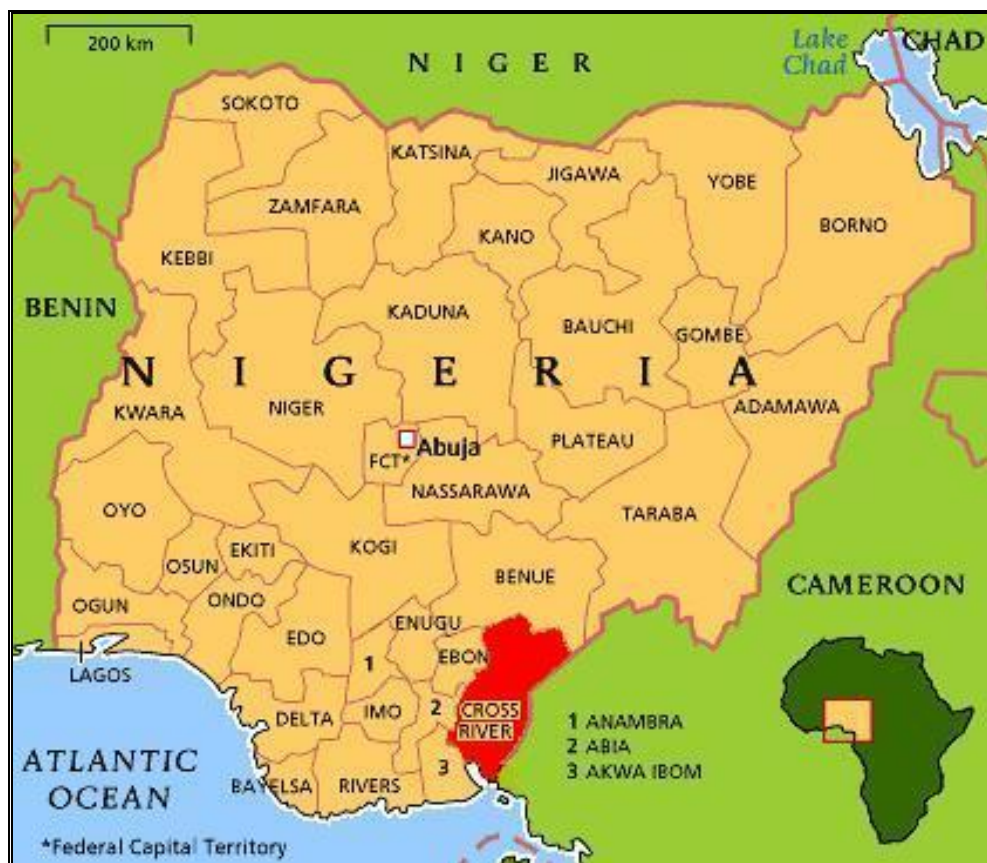 200 km
NIGER
Lake
Chad
CHAD
SOKOTO
KATSINA
JIGAWA
YOBE
ZAMFARA
KANO
BORNO
KEBBI
BENIN
KADUNA
BAUCHI
GOMBE
NIGERIA
KWARA
NIGER
ADAMAWA
FCT*
Abuja
PLATEAU
NASSARAWA
OYO
TARABA
OSUN
EKITI
KOGI
BENUE
CAMEROON
OGUN
ONDO
EDO
ENUGU
EBON
1
LAGOS
DELTA
IMO
2
CROSS
RIVER
1 ANAMBRA
2 ABIA
3 AKWA IBOM
3
ATLANTIC
OCEAN
BAYELSA
RIVERS
*Federal Capital Territory